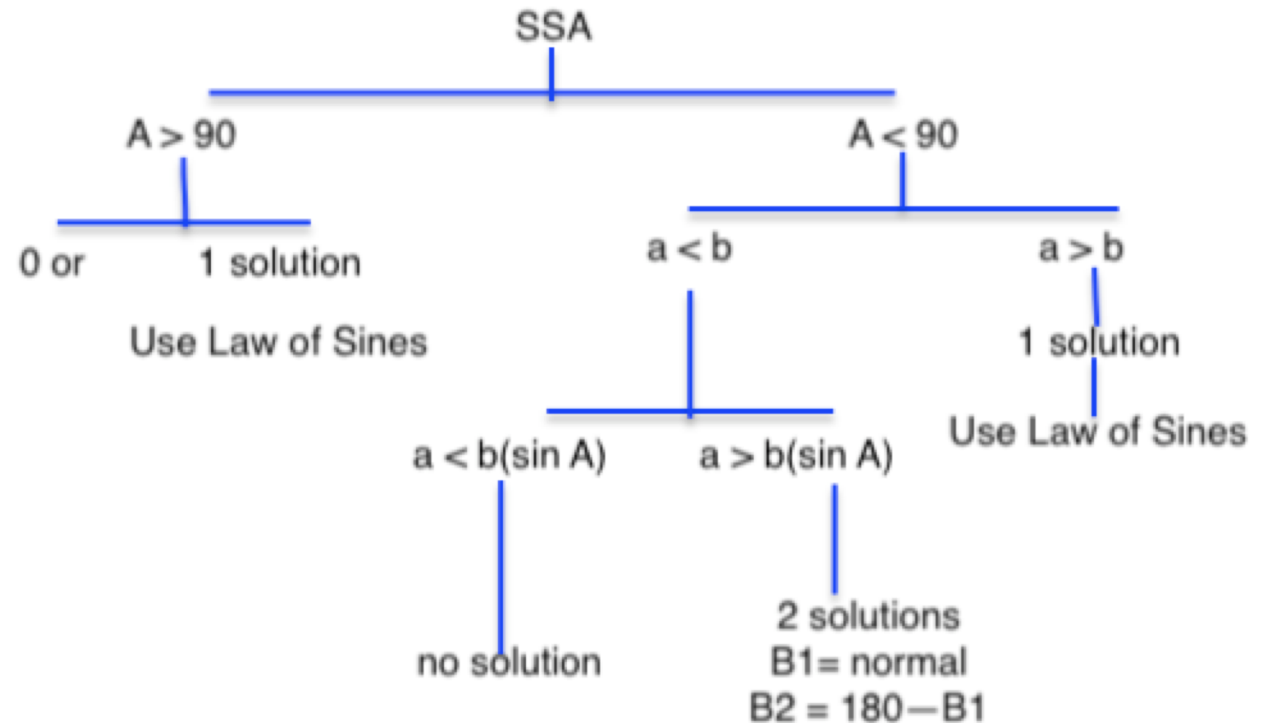 SSA
A > 90
A < 90
0 or
1 solution
a < b
a > b
Use Law of Sines
1 solution
Use Law of Sines
a < b(sin A)
a > b(sin A)
no solution
2 solutions
B1= normal
B2 = 180—B1